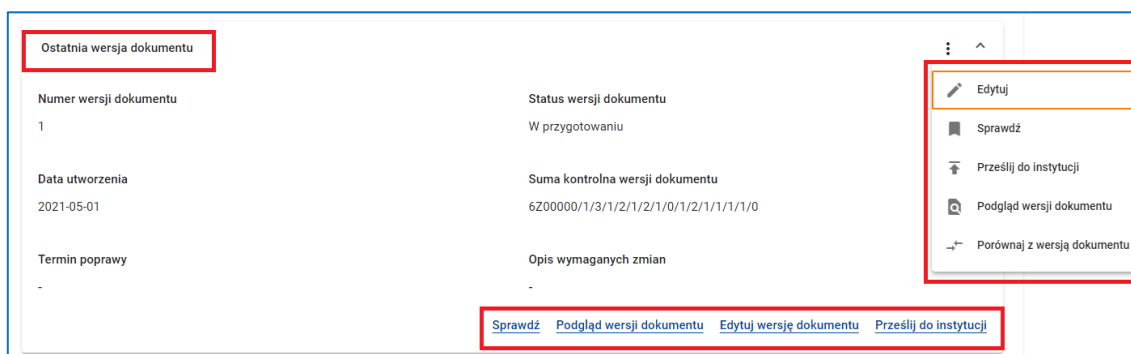 Ostatnia wersja dokumentu
Numer wersji dokumentu
Status wersji dokumentu
1
W przygotowaniu
Data utworzenia
Suma kontrolna wersji dokumentu
2021-05-01
6Z00000/1/3/1/2/1/2/1/0/1/2/1/1/1/1/0
Termin poprawy
Opis wymaganych zmian
-
-
Sprawdź Podgląd wersji dokumentu Edytuj wersję dokumentu Prześlij do instytucji
Edytuj
Sprawdź
Prześlij do instytucji
Podgląd wersji dokumentu
Porównaj z wersją dokumentu